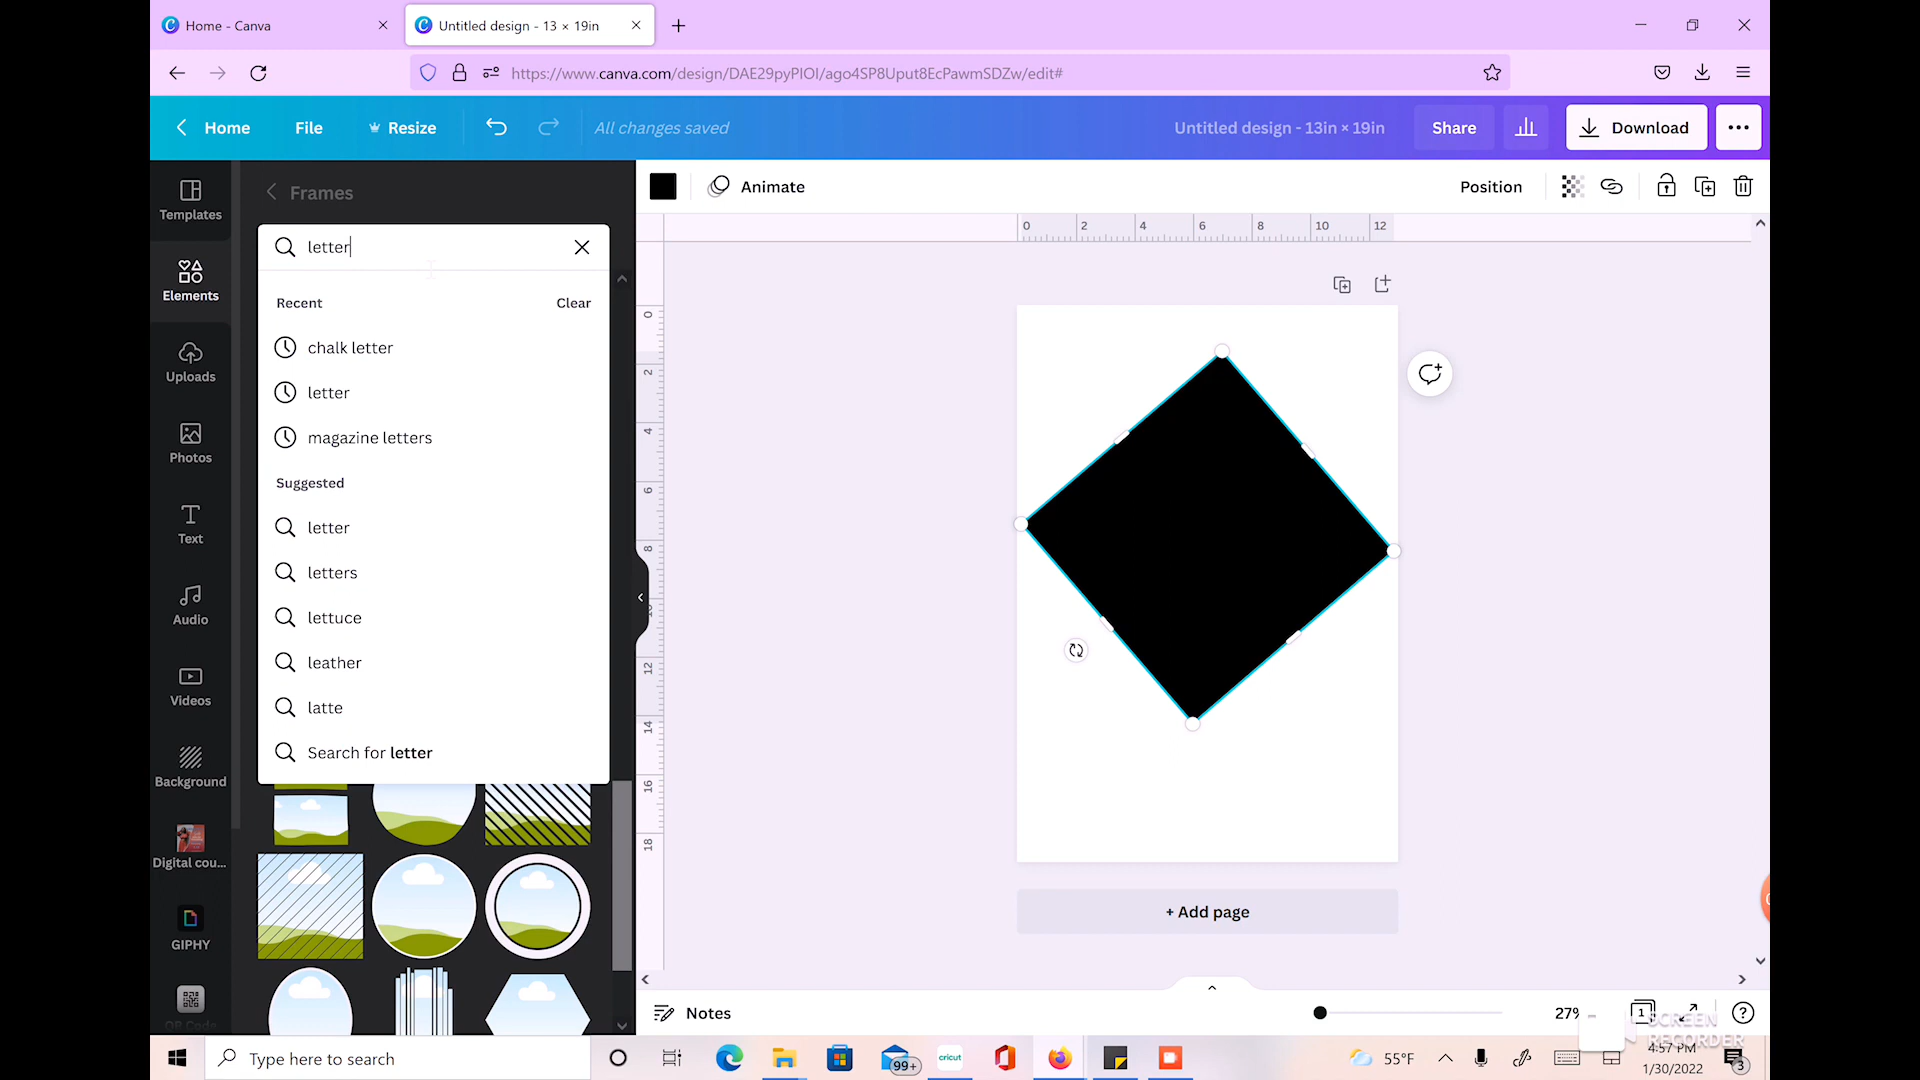 Home - Canva
Untitled design - 13 × 19in
https://www.canva.com/design/DAE29pyPIOI/ago4SP8Uput8EcPawmSDZw/edit#
Home
File
Resize
All changes saved
Untitled design - 13in × 19in
Share
Download
Templates
Elements
Uploads
Photos
Text
Audio
Videos
Background
Digital cou...
GIPHY
QR Code
Frames
letter
Recent
Clear
chalk letter
letter
magazine letters
Suggested
letter
letters
lettuce
leather
latte
Search for letter
Animate
Position
0 2 4 6 8 10 12
0
2
4
6
8
10
12
14
16
18
+ Add page
Notes
27%
1
SCREEN
RECORDER
Type here to search
99+
cricut
55°F
4:57 PM
1/30/2022
3